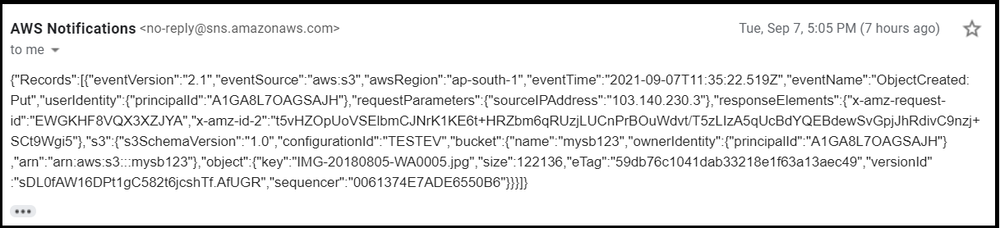 AWS Notifications <no-reply@sns.amazonaws.com> Tue, Sep 7, 5:05 PM (7 hours ago)
to me
{"Records":[{"eventVersion":"2.1","eventSource":"aws:s3","awsRegion":"ap-south-1","eventTime":"2021-09-07T11:35:22.519Z","eventName":"ObjectCreated:
Put","userIdentity":{"principalId":"A1GA8L7OAGSAJH"},"requestParameters":{"sourceIPAddress":"103.140.230.3"},"responseElements":{"x-amz-request-
id":"EWGKHF8VQX3XZJYA","x-amz-id-2":"t5vHZOpUoVSElbmCJNrK1KE6t+HRZbm6qRUzjLUCnPrBOuWdvt/T5zLIzA5qUcBdYQEBdewSvGpjJhRdivC9nzj+
SCt9Wgi5"},"s3":{"s3SchemaVersion":"1.0","configurationId":"TESTEV","bucket":{"name":"mysb123","ownerIdentity":{"principalId":"A1GA8L7OAGSAJH"}
,"arn":"arn:aws:s3:::mysb123"},"object":{"key":"IMG-20180805-WA0005.jpg","size":122136,"eTag":"59db76c1041dab33218e1f63a13aec49","versionId"
:"sDL0fAW16DPt1gC582t6jcshTf.AfUGR","sequencer":"0061374E7ADE6550B6"}}}]}